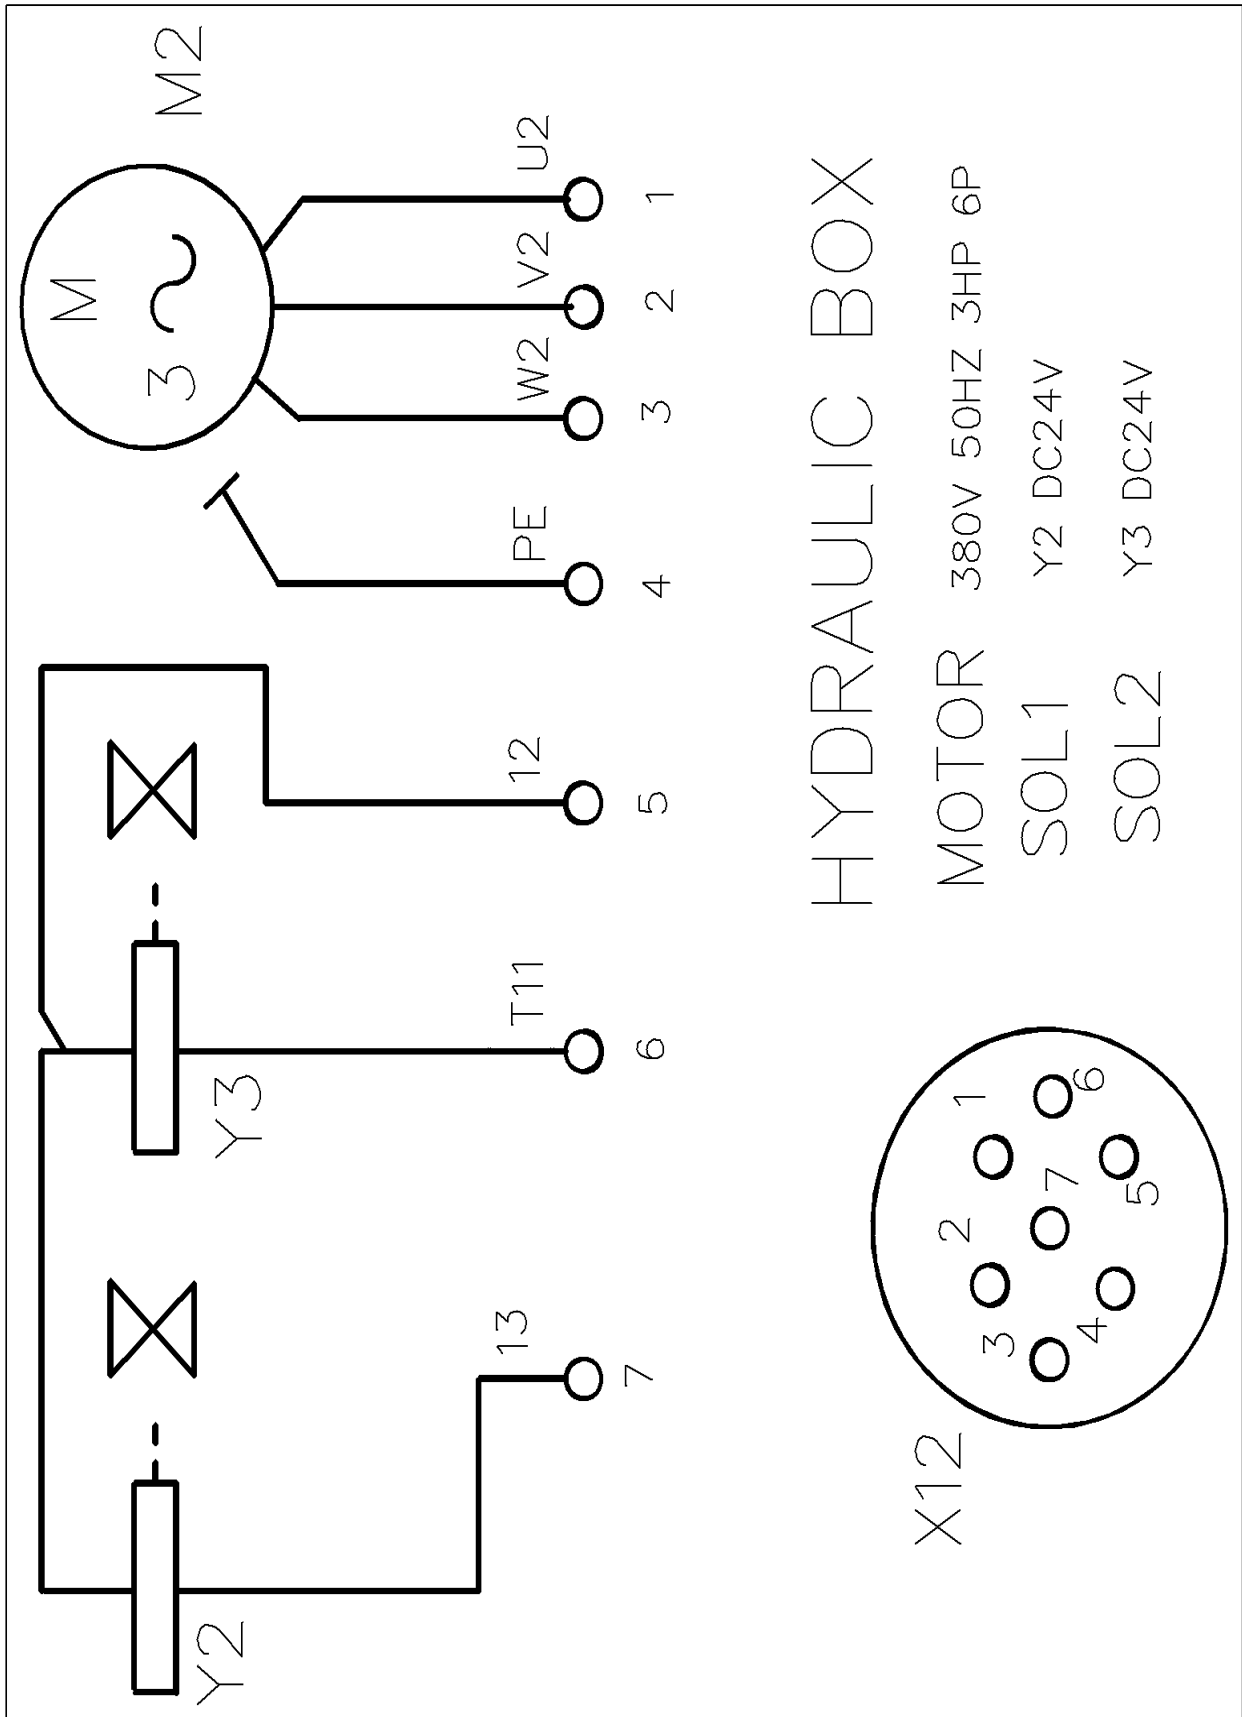 M2
M
3
U2
V2
W2
PE
12
T11
13
1
2
3
4
5
6
7
Y3
Y2
HYDRAULIC BOX
MOTOR 380V 50HZ 3HP 6P
SOL1 Y2 DC24V
SOL2 Y3 DC24V
X12
1
2
3
4
5
6
7